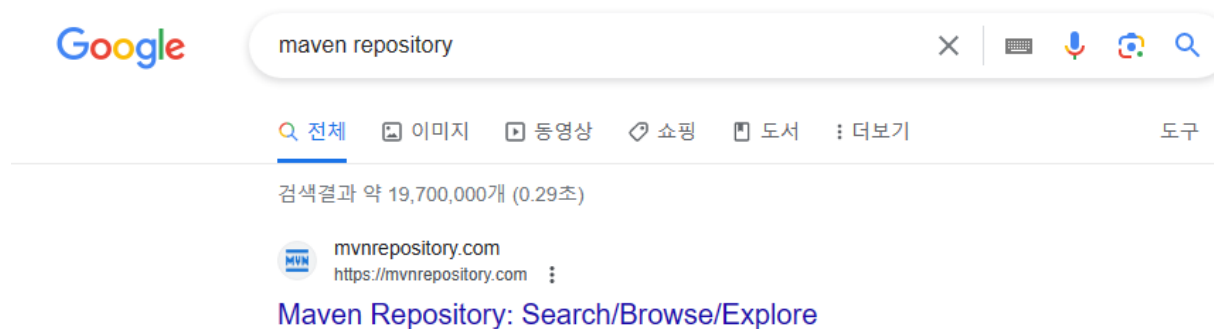 Google
maven repository
전체 이미지 동영상 쇼핑 도서 더보기 도구
검색결과 약 19,700,000개 (0.29초)
MVN
mvnrepository.com
https://mvnrepository.com
Maven Repository: Search/Browse/Explore